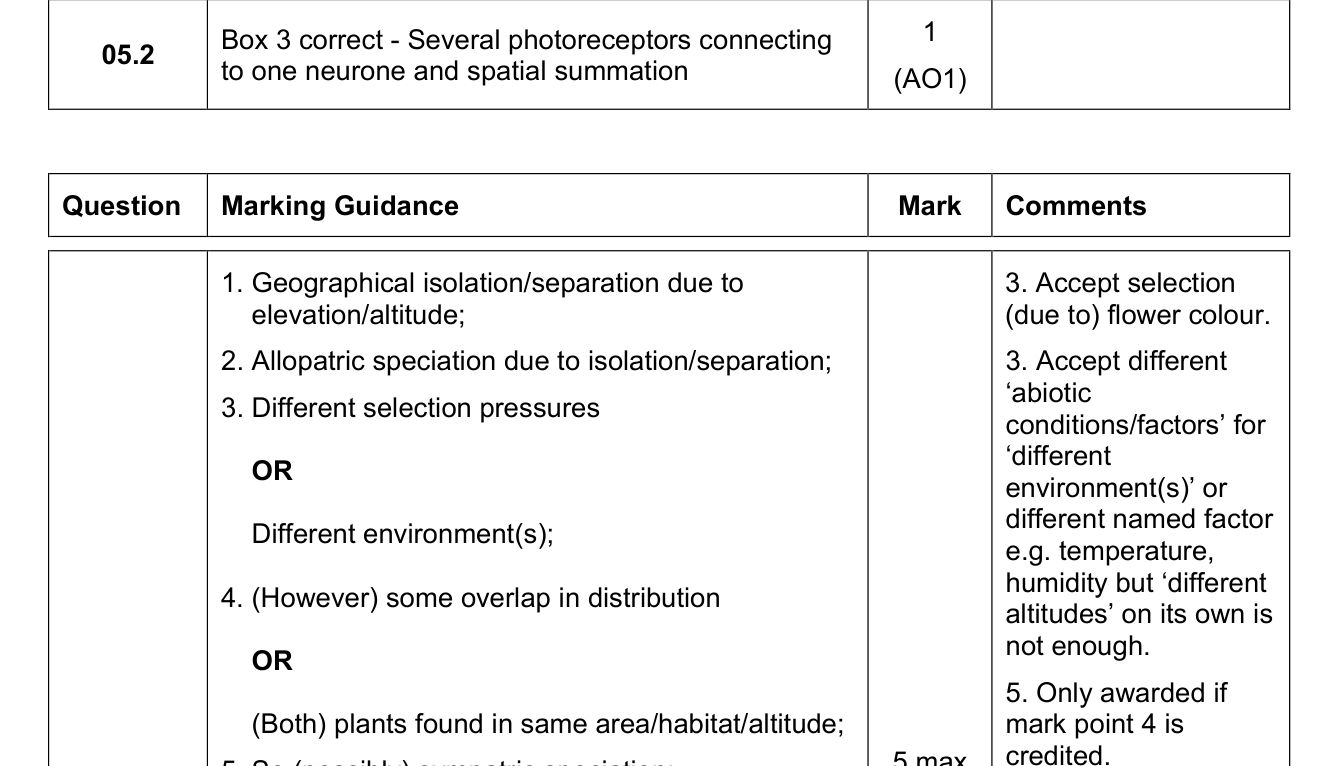 05.2
Box 3 correct - Several photoreceptors connecting
to one neurone and spatial summation
1
(AO1)
Question
Marking Guidance
Mark
Comments
1. Geographical isolation/separation due to
elevation/altitude;
2. Allopatric speciation due to isolation/separation;
3. Different selection pressures
OR
Different environment(s);
4. (However) some overlap in distribution
OR
(Both) plants found in same area/habitat/altitude;
5. So (possibly) sympatric speciation;
5 max
3. Accept selection
(due to) flower colour.
3. Accept different
‘abiotic
conditions/factors’ for
‘different
environment(s)’ or
different named factor
e.g. temperature,
humidity but ‘different
altitudes’ on its own is
not enough.
5. Only awarded if
mark point 4 is
credited.